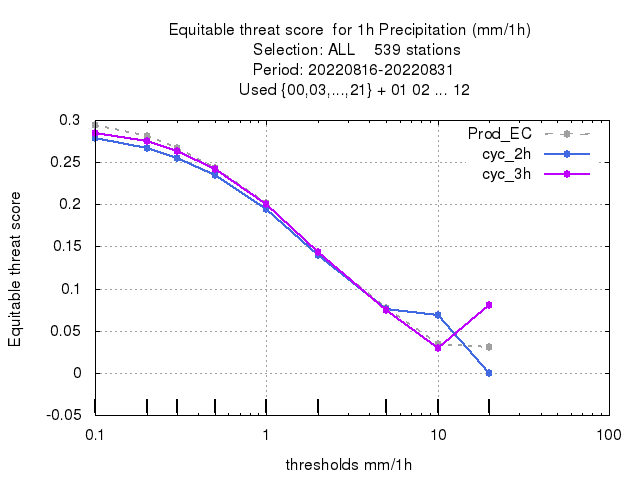 Equitable threat score  for 1h Precipitation (mm/1h)
Selection: ALL    539 stations
Period: 20220816-20220831
Used {00,03,...,21} + 01 02 ... 12
Prod_EC
cyc_2h
cyc_3h
Equitable threat score
0.3
0.25
0.2
0.15
0.1
0.05
0
-0.05
0.1 1 10 100
thresholds mm/1h